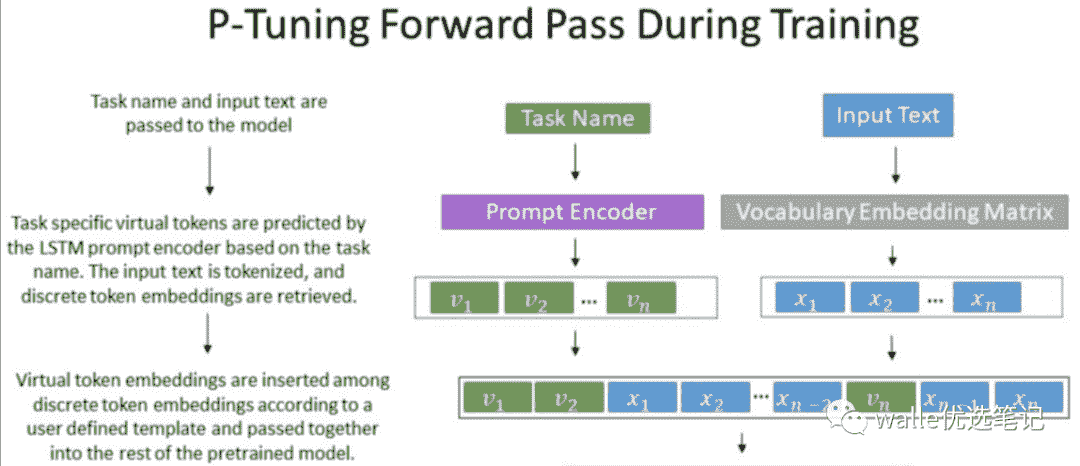 P-Tuning Forward Pass During Training
Task name and input text are
passed to the model
Task Name
Input Text
Task specific virtual tokens are predicted by
the LSTM prompt encoder based on the task
name. The input text is tokenized, and
discrete token embeddings are retrieved.
Prompt Encoder
Vocabulary Embedding Matrix
v₁ v₂ ... vₙ
x₁ x₂ ... xₙ
Virtual token embeddings are inserted among
discrete token embeddings according to a
user defined template and passed together
into the rest of the pretrained model.
v₁ v₂ x₁ x₂ ... xₙ₋₂ vₙ xₙ₋₁ xₙ
walle优选笔记